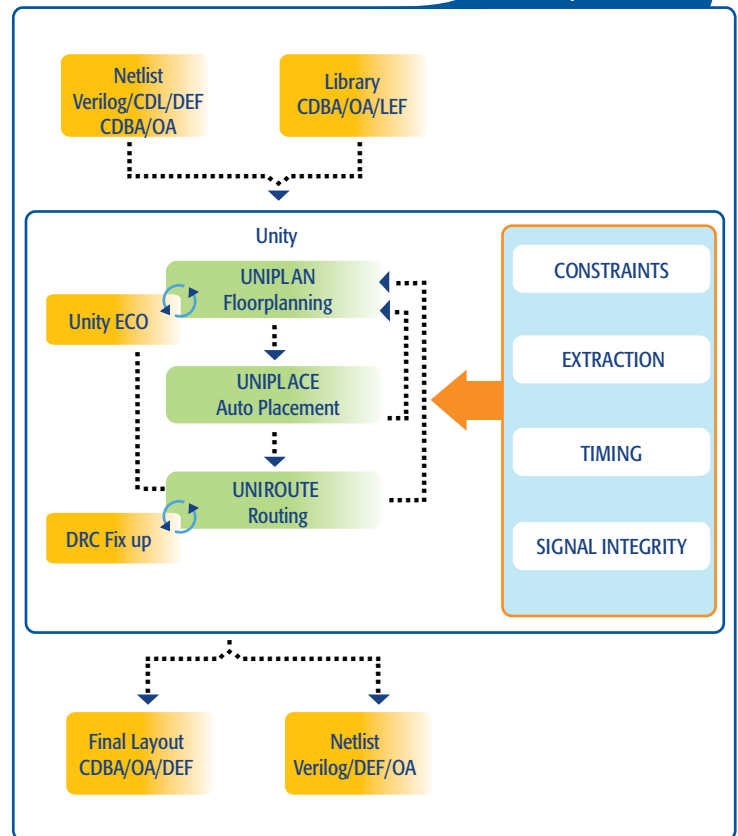 Netlist
Verilog/CDL/DEF
CDBA/OA
Library
CDBA/OA/LEF
Unity
UNIPLAN
Floorplanning
Unity ECO
UNIPLACE
Auto Placement
UNIROUTE
Routing
DRC Fix up
CONSTRAINTS
EXTRACTION
TIMING
SIGNAL INTEGRITY
Final Layout
CDBA/OA/DEF
Netlist
Verilog/DEF/OA